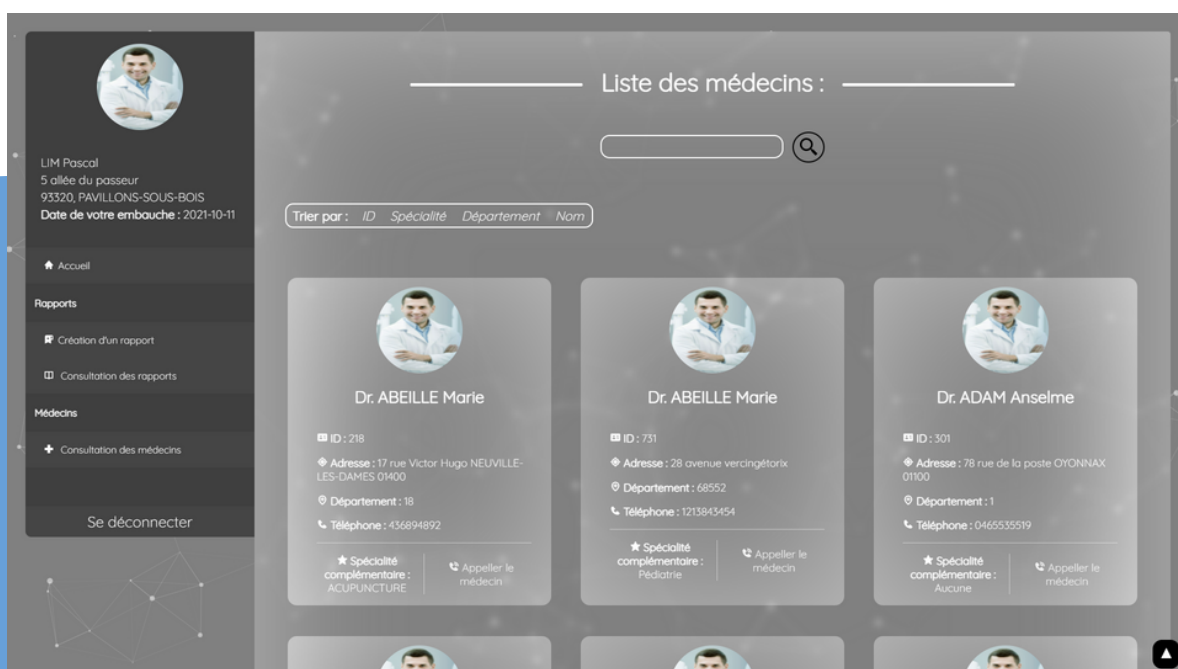 LIM Pascal
5 allée du passeur
93320, PAVILLONS-SOUS-BOIS
Date de votre embauche : 2021-10-11
Accueil
Rapports
Création d'un rapport
Consultation des rapports
Médecins
Consultation des médecins
Se déconnecter
Liste des médecins :
Trier par : ID Spécialité Département Nom
Dr. ABEILLE Marie
ID : 218
Adresse : 17 rue Victor Hugo NEUVILLE-
LES-DAMES 01400
Département : 18
Téléphone : 436894892
Spécialité
complémentaire :
ACUPUNCTURE
Appeller le
médecin
Dr. ABEILLE Marie
ID : 731
Adresse : 28 avenue vercingétorix
Département : 68552
Téléphone : 1213843454
Spécialité
complémentaire :
Pédiatrie
Appeller le
médecin
Dr. ADAM Anselme
ID : 301
Adresse : 78 rue de la poste OYONNAX
01100
Département : 1
Téléphone : 0465535519
Spécialité
complémentaire :
Aucune
Appeller le
médecin